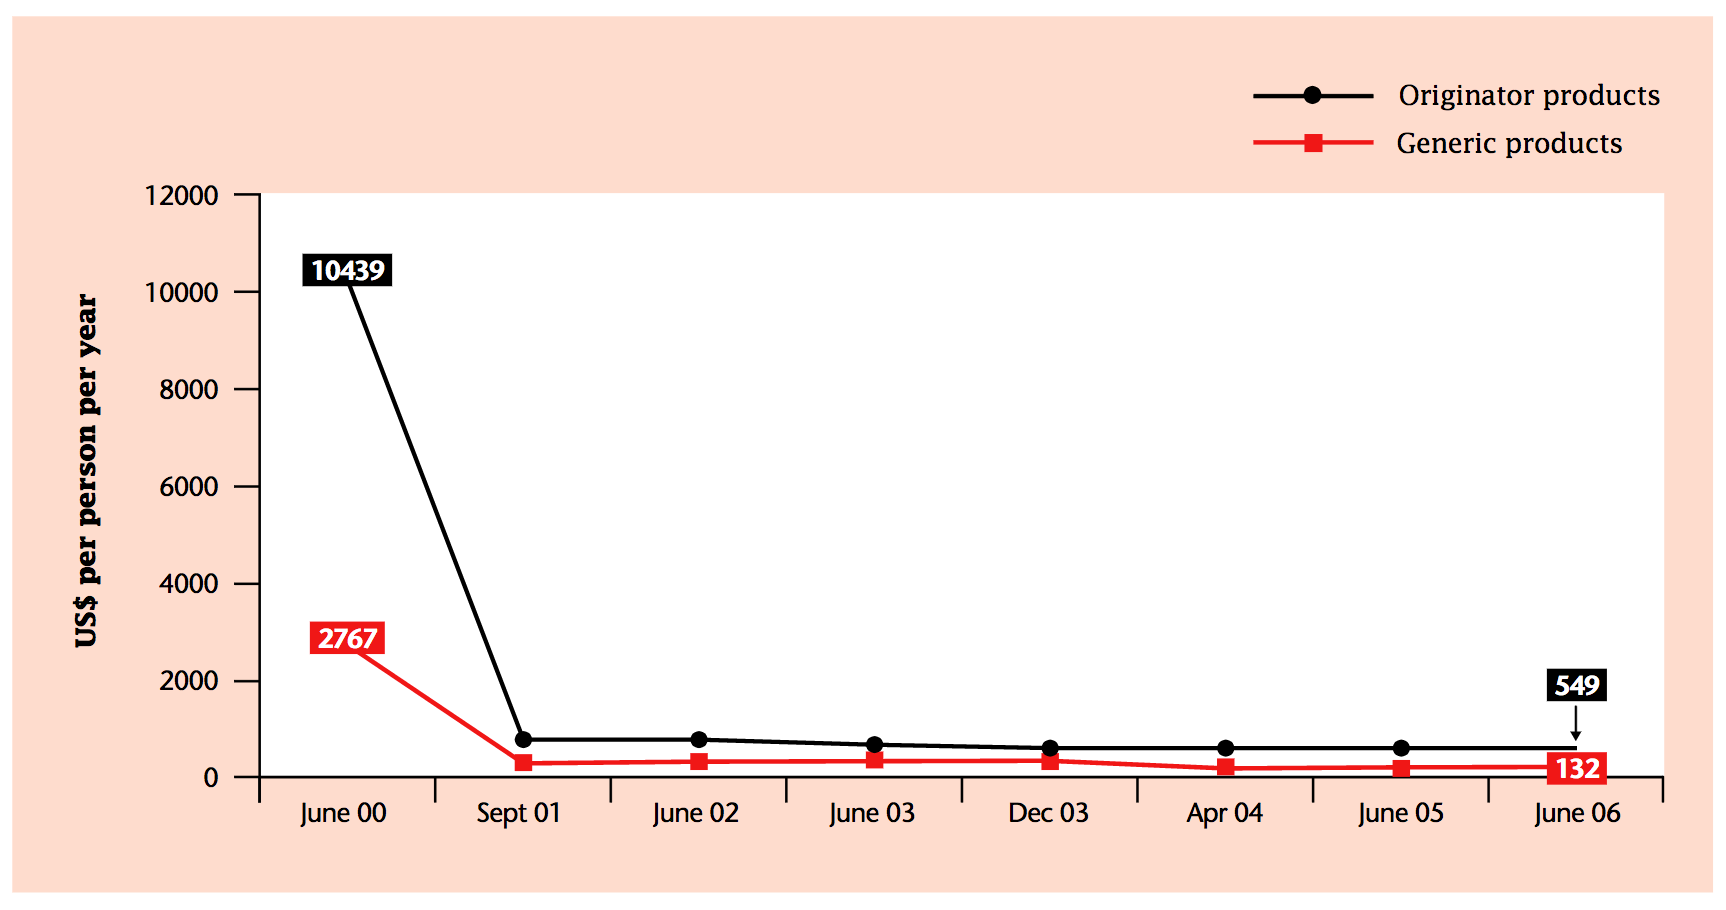 Originator products
Generic products
US$ per person per year
12000
10000
8000
6000
4000
2000
0
10439
2767
549
132
June 00
Sept 01
June 02
June 03
Dec 03
Apr 04
June 05
June 06